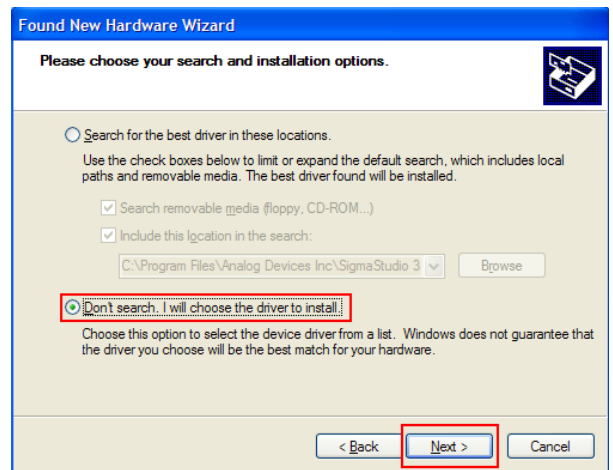 Found New Hardware Wizard
Please choose your search and installation options.
Search for the best driver in these locations.
Use the check boxes below to limit or expand the default search, which includes local
paths and removable media. The best driver found will be installed.
Search removable media (floppy, CD-ROM...)
Include this location in the search:
C:\Program Files\Analog Devices Inc\SigmaStudio 3
Browse
Don't search. I will choose the driver to install.
Choose this option to select the device driver from a list. Windows does not guarantee that
the driver you choose will be the best match for your hardware.
< Back Next > Cancel